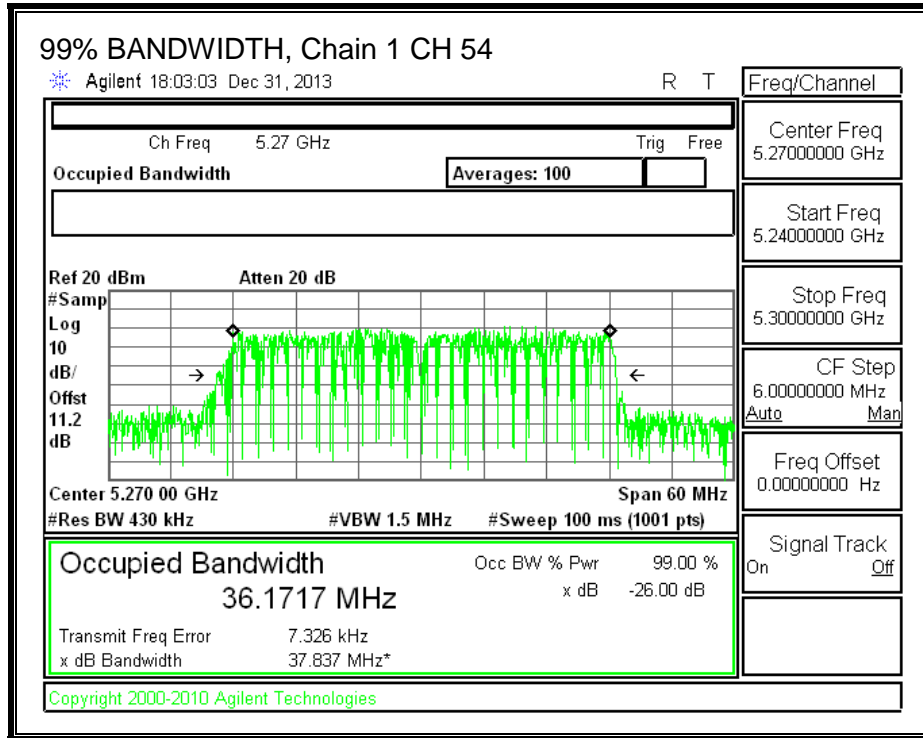 99% BANDWIDTH, Chain 1 CH 54
Agilent 18:03:03 Dec 31, 2013 R T
Freq/Channel
Ch Freq 5.27 GHz Trig Free
Occupied Bandwidth Averages: 100
Center Freq
5.27000000 GHz
Start Freq
5.24000000 GHz
Stop Freq
5.30000000 GHz
CF Step
6.00000000 MHz
Auto Man
Freq Offset
0.00000000 Hz
Signal Track
On Off
Ref 20 dBm Atten 20 dB
#Samp
Log
10
dB/
Offst
11.2
dB
Center 5.270 00 GHz Span 60 MHz
#Res BW 430 kHz #VBW 1.5 MHz #Sweep 100 ms (1001 pts)
Occupied Bandwidth Occ BW % Pwr 99.00 %
36.1717 MHz x dB -26.00 dB
Transmit Freq Error 7.326 kHz
x dB Bandwidth 37.837 MHz*
Copyright 2000-2010 Agilent Technologies